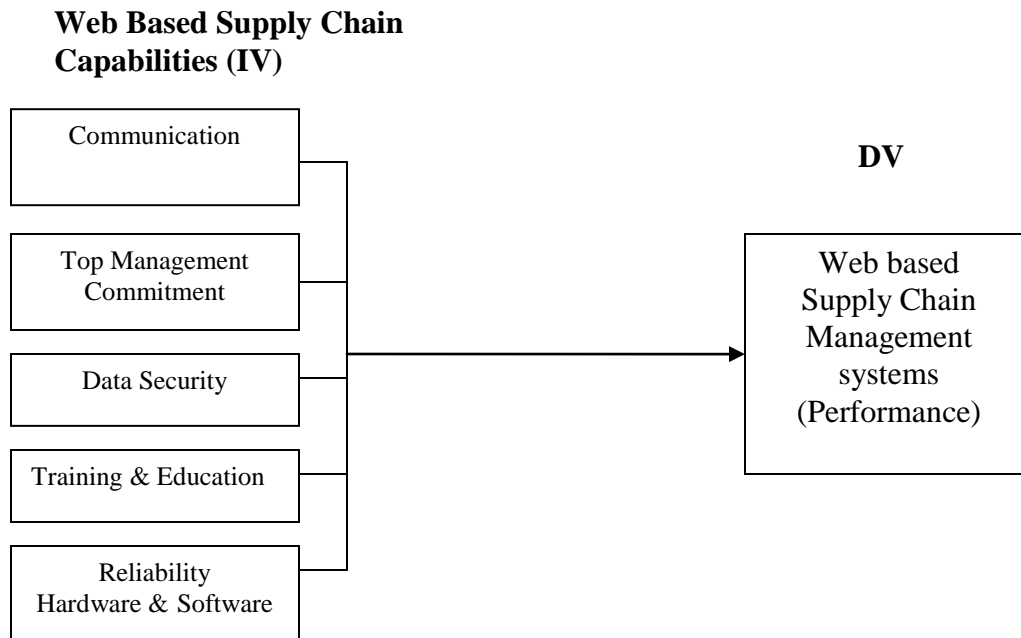 Web Based Supply Chain
Capabilities (IV)
Communication
DV
Top Management
Commitment
Web based
Supply Chain
Management
systems
(Performance)
Data Security
Training & Education
Reliability
Hardware & Software